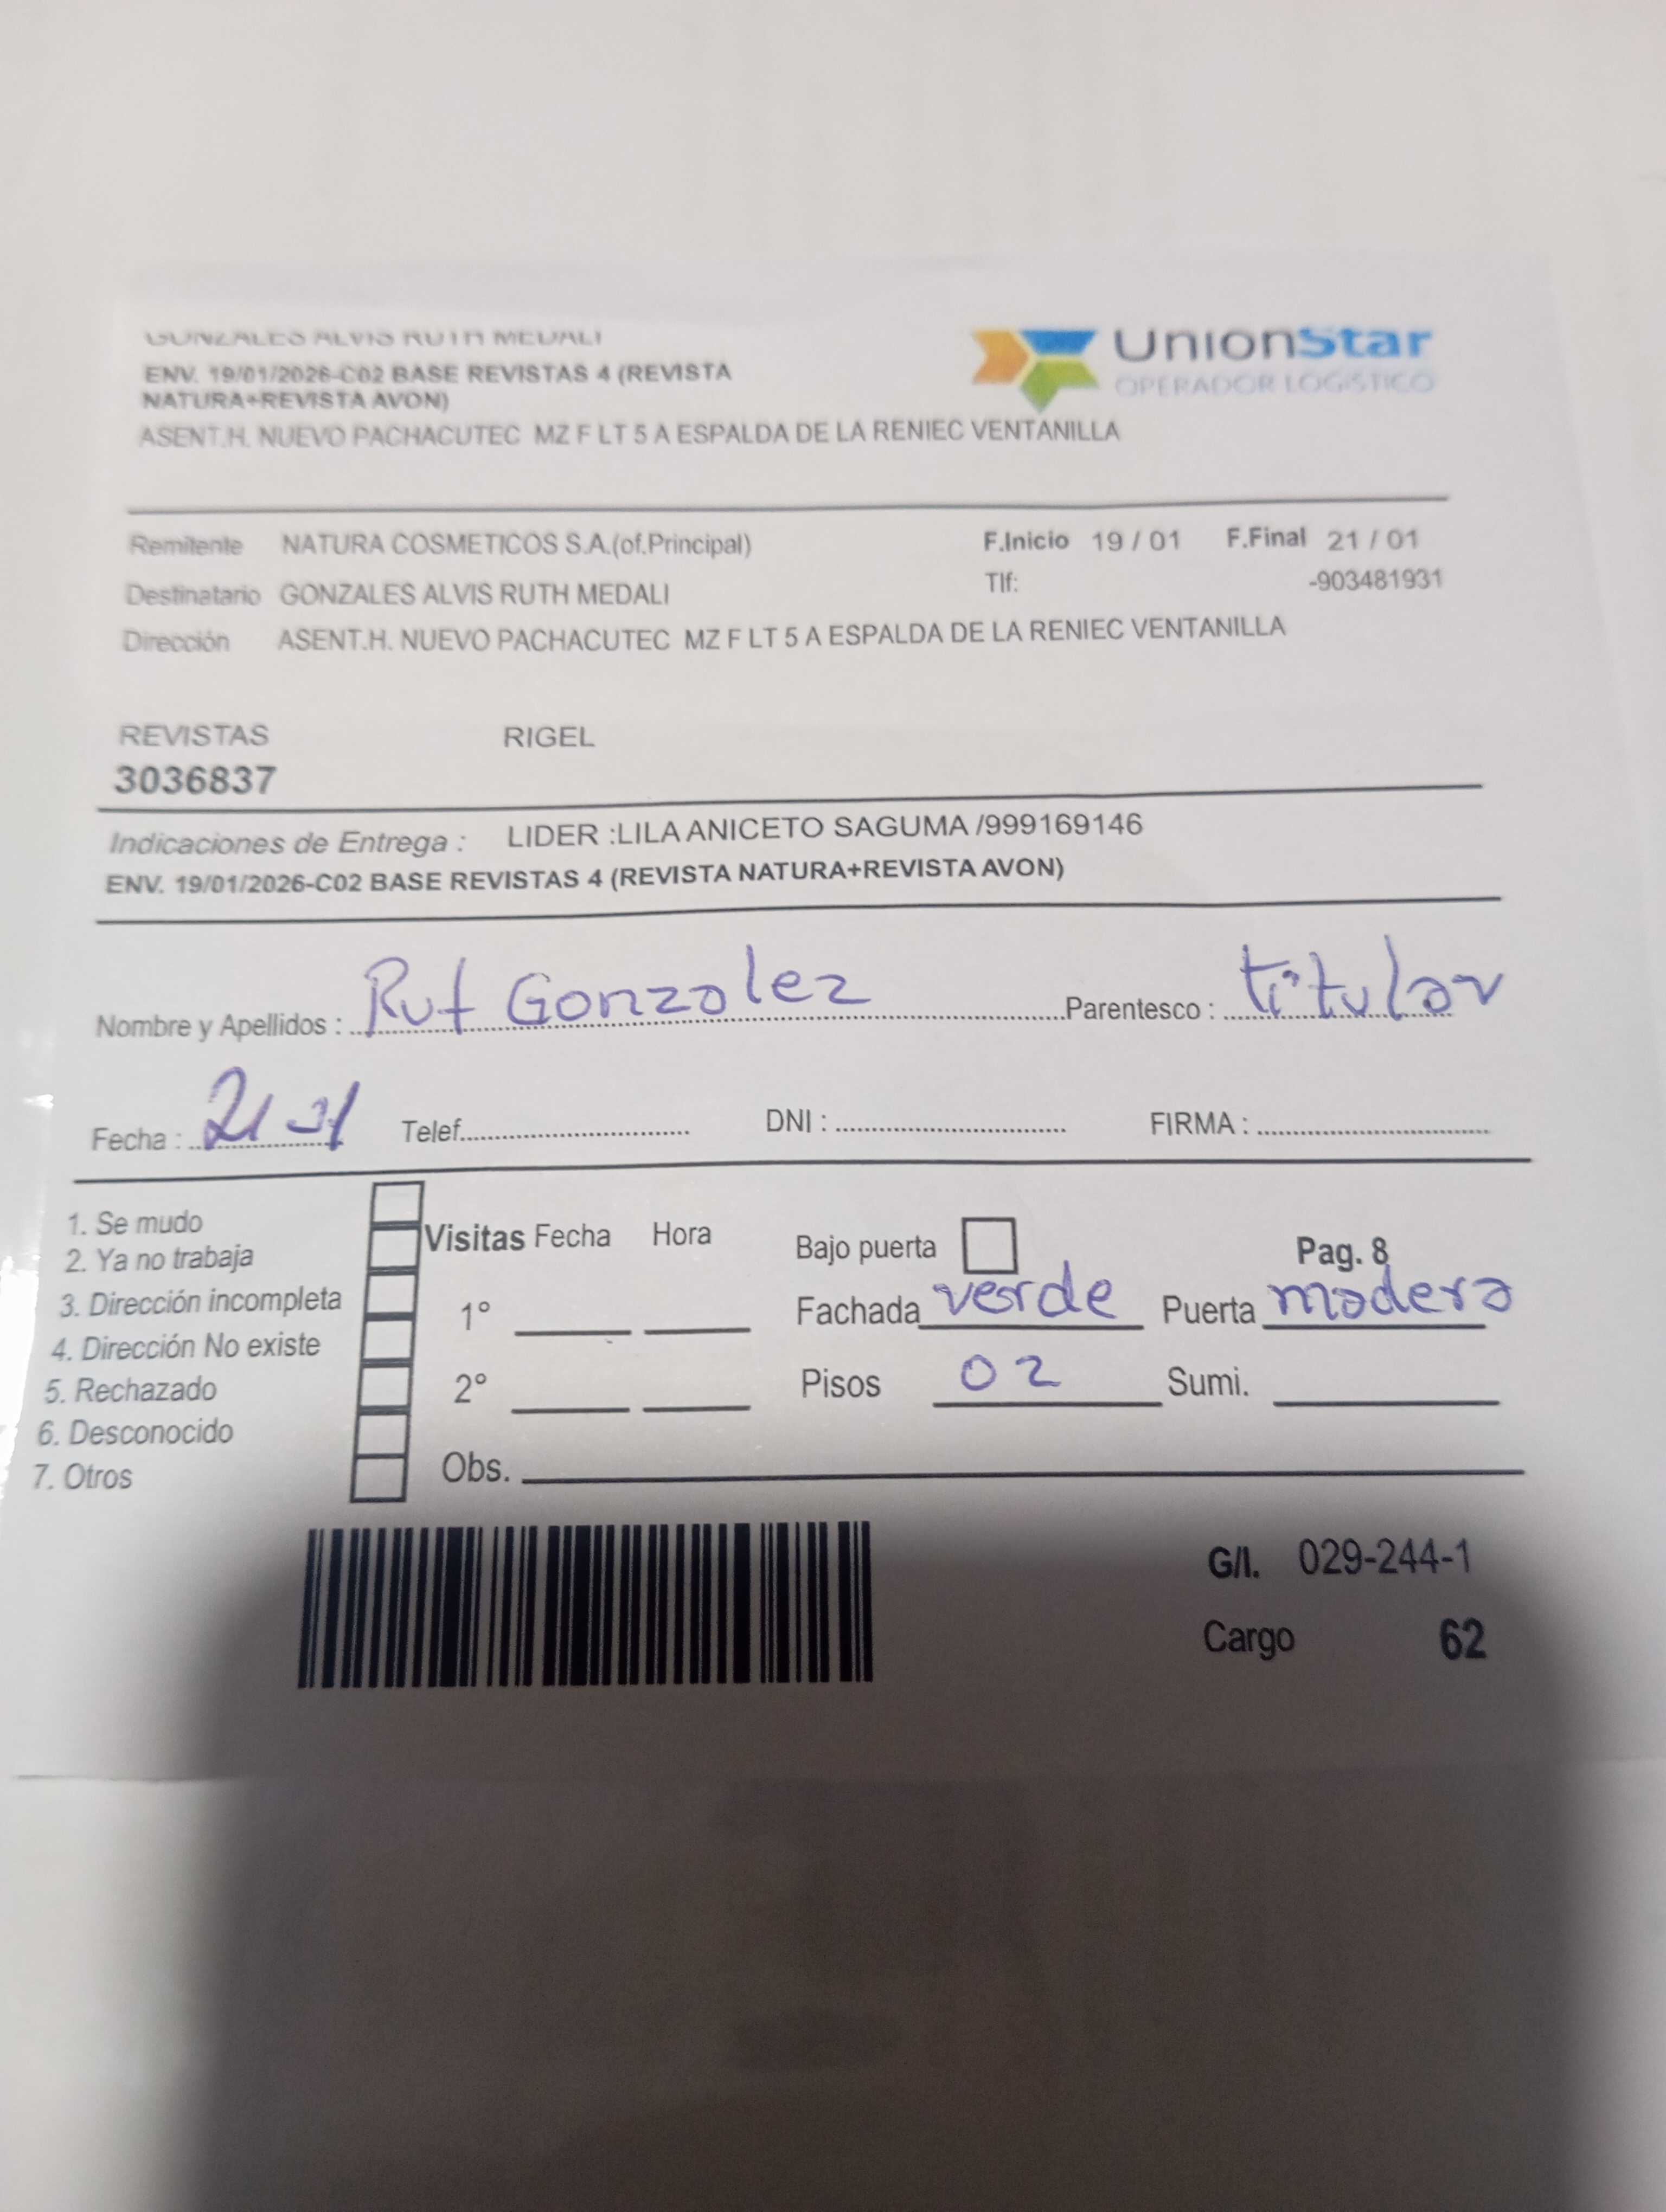 GONZALES ALVIS RUTH MEDALI
UnionStar
OPERADOR LOGISTICO
ENV. 19/01/2026-C02 BASE REVISTAS 4 (REVISTA
NATURA+REVISTA AVON)
ASENT.H. NUEVO PACHACUTEC MZ F LT 5 A ESPALDA DE LA RENIEC VENTANILLA
Remitente NATURA COSMETICOS S.A.(of.Principal) F.Inicio 19 / 01 F.Final 21 / 01
Destinatario GONZALES ALVIS RUTH MEDALI Tlf: -903481931
Dirección ASENT.H. NUEVO PACHACUTEC MZ F LT 5 A ESPALDA DE LA RENIEC VENTANILLA
REVISTAS RIGEL
3036837
Indicaciones de Entrega : LIDER :LILA ANICETO SAGUMA /999169146
ENV. 19/01/2026-C02 BASE REVISTAS 4 (REVISTA NATURA+REVISTA AVON)
Nombre y Apellidos : Rut Gonzalez Parentesco : titular
Fecha : 21 Telef. DNI : FIRMA :
1. Se mudo
2. Ya no trabaja
3. Dirección incompleta
4. Dirección No existe
5. Rechazado
6. Desconocido
7. Otros
Visitas Fecha Hora
1°
2°
Obs.
Bajo puerta Pag. 8
Fachada verde Puerta madera
Pisos 02 Sumi.
G/I. 029-244-1
Cargo 62